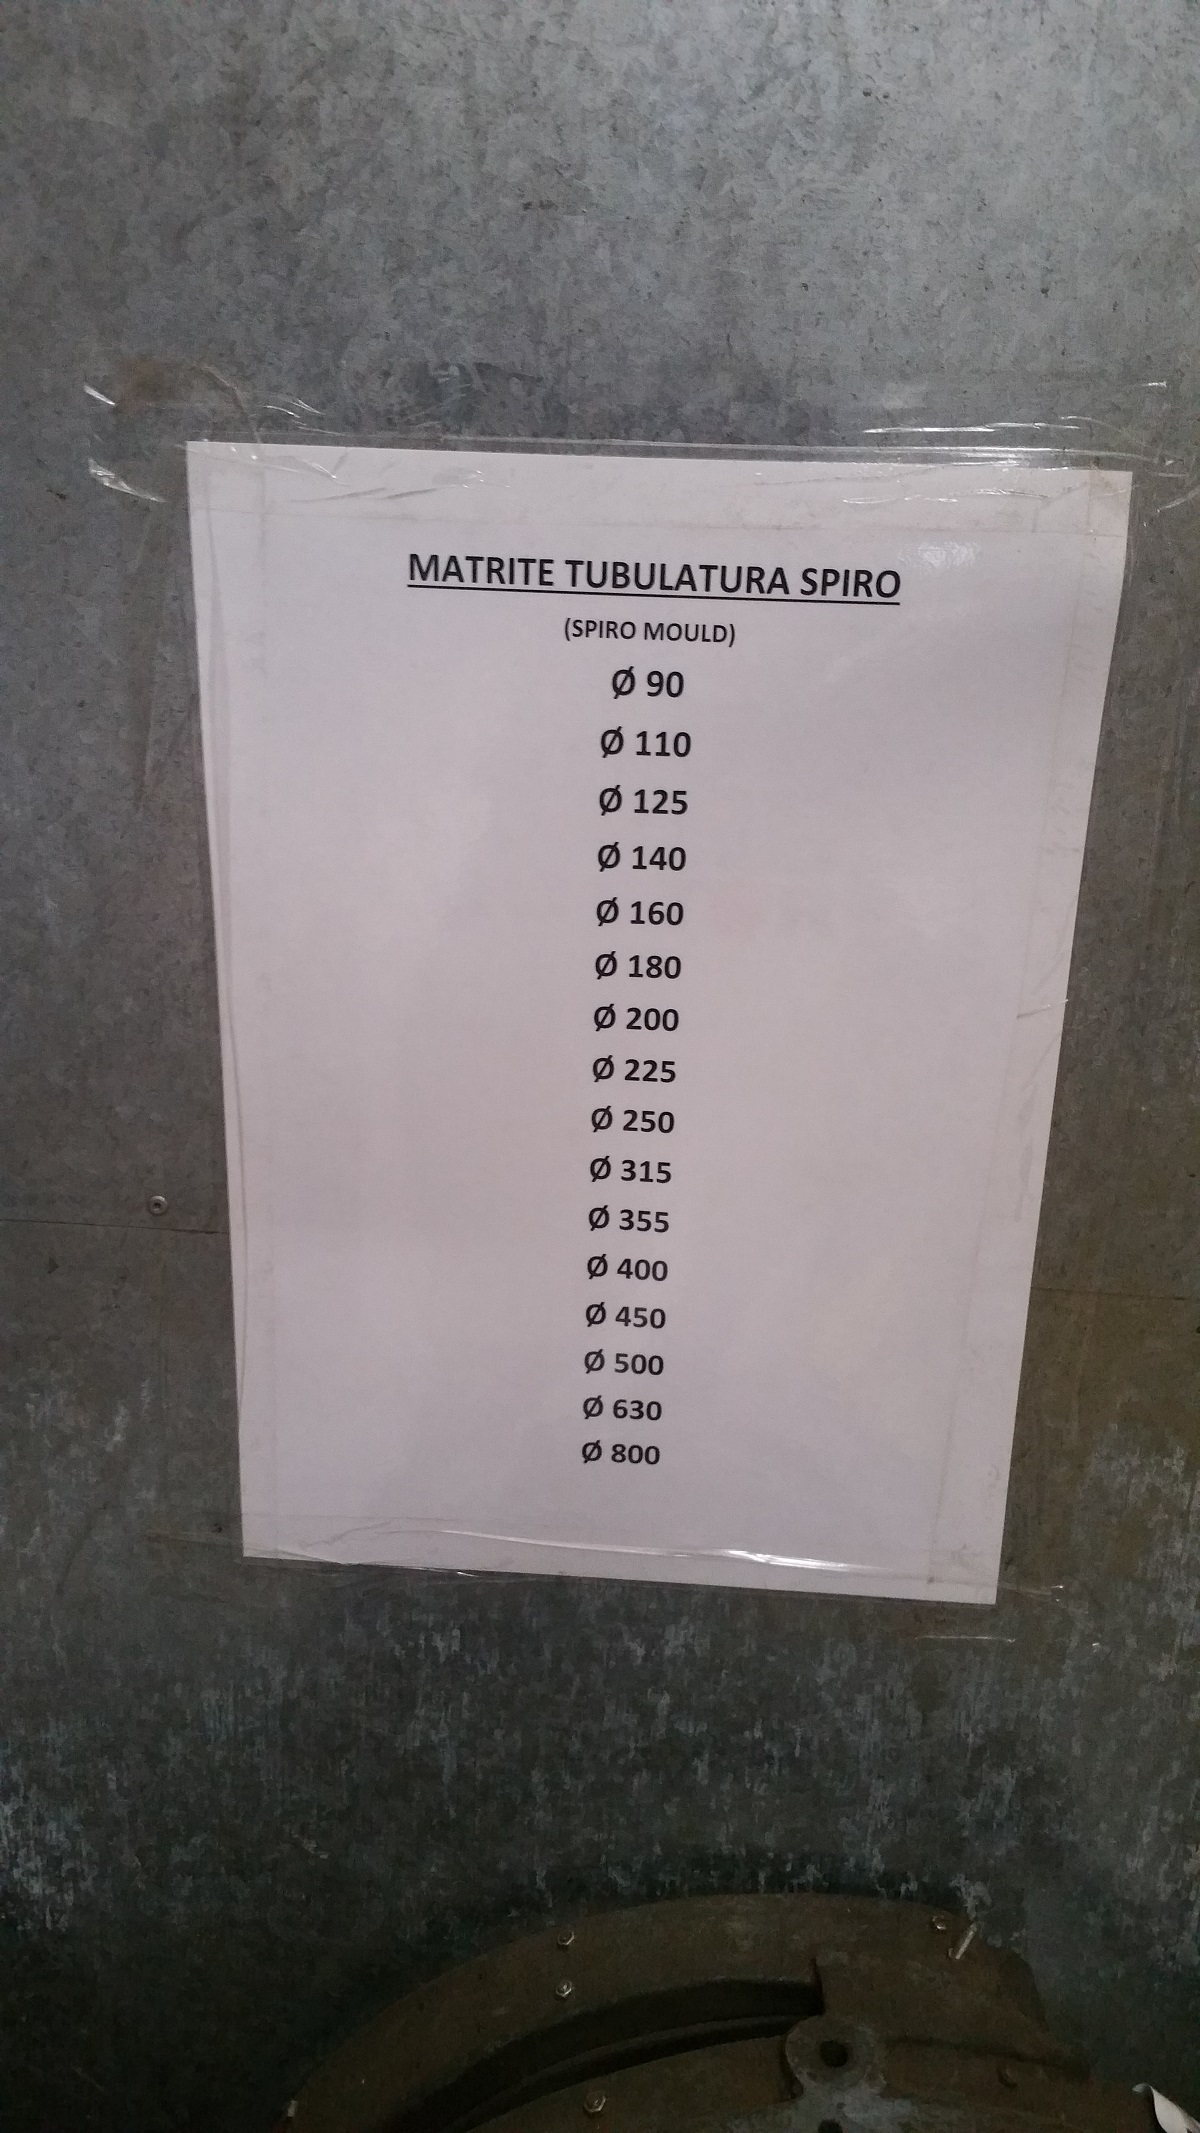 MATRITE TUBULATURA SPIRO
(SPIRO MOULD)
Ø 90
Ø 110
Ø 125
Ø 140
Ø 160
Ø 180
Ø 200
Ø 225
Ø 250
Ø 315
Ø 355
Ø 400
Ø 450
Ø 500
Ø 630
Ø 800